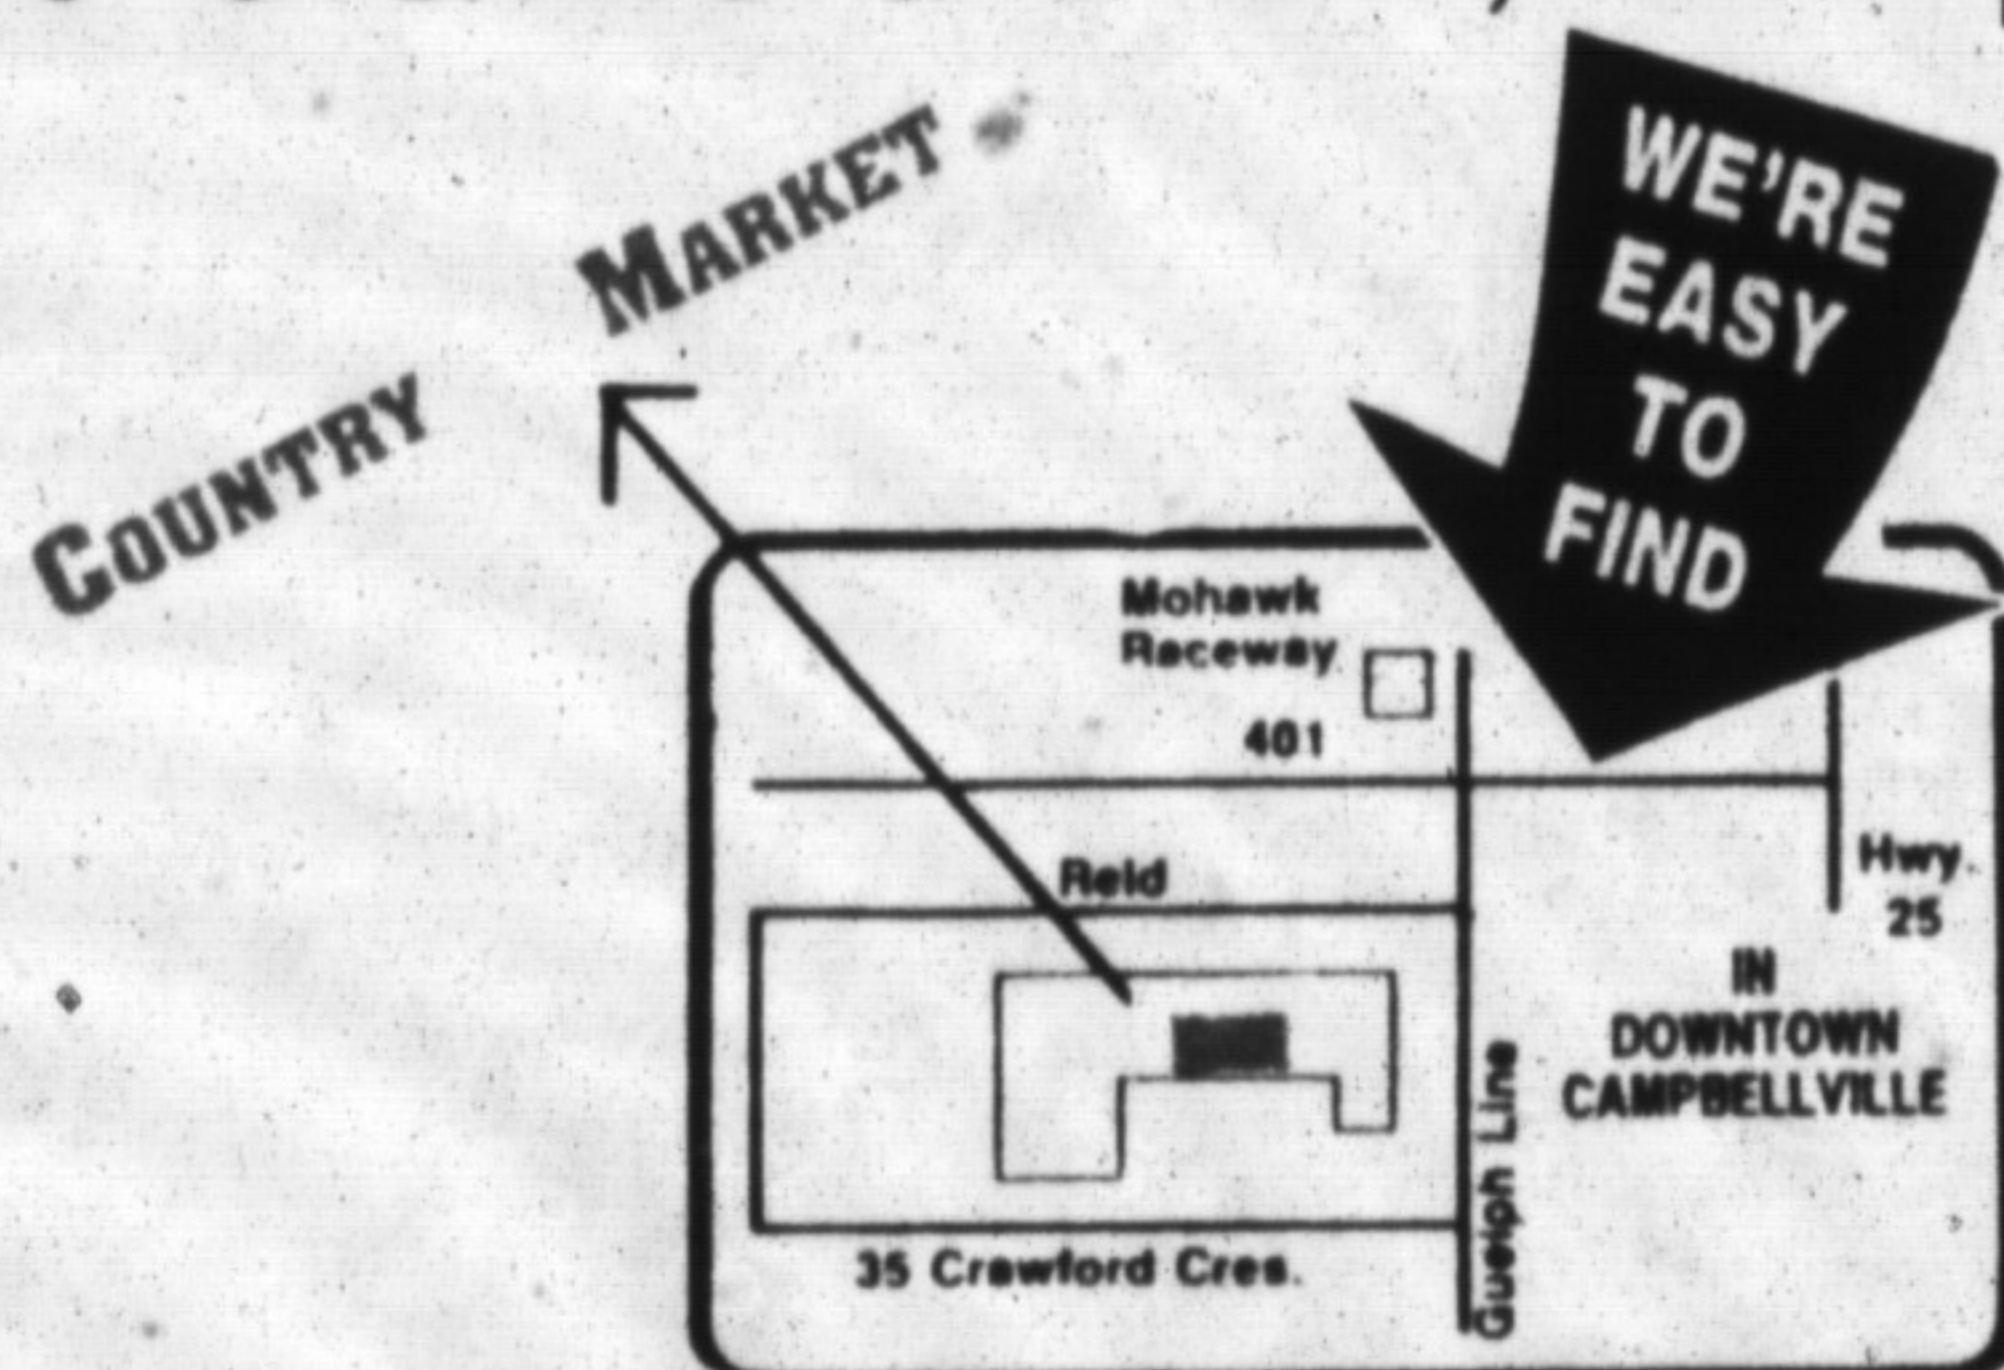 MARKET
COUNTRY
WE'RE
EASY
TO
FIND
Mohawk
Raceway
401
Reid
Hwy.
25
IN
DOWNTOWN
CAMPBELLVILLE
Guelph Line
35 Crawford Cres.